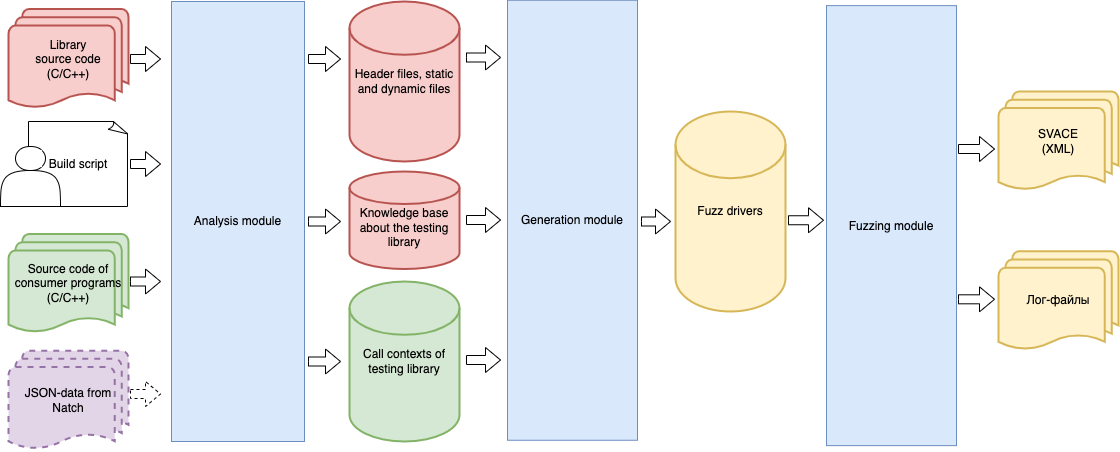 Library
source code
(C/C++)
Build script
Source code of
consumer programs
(C/C++)
JSON-data from
Natch
Analysis module
Header files, static
and dynamic files
Knowledge base
about the testing
library
Call contexts of
testing library
Generation module
Fuzz drivers
Fuzzing module
SVACE
(XML)
Лог-файлы